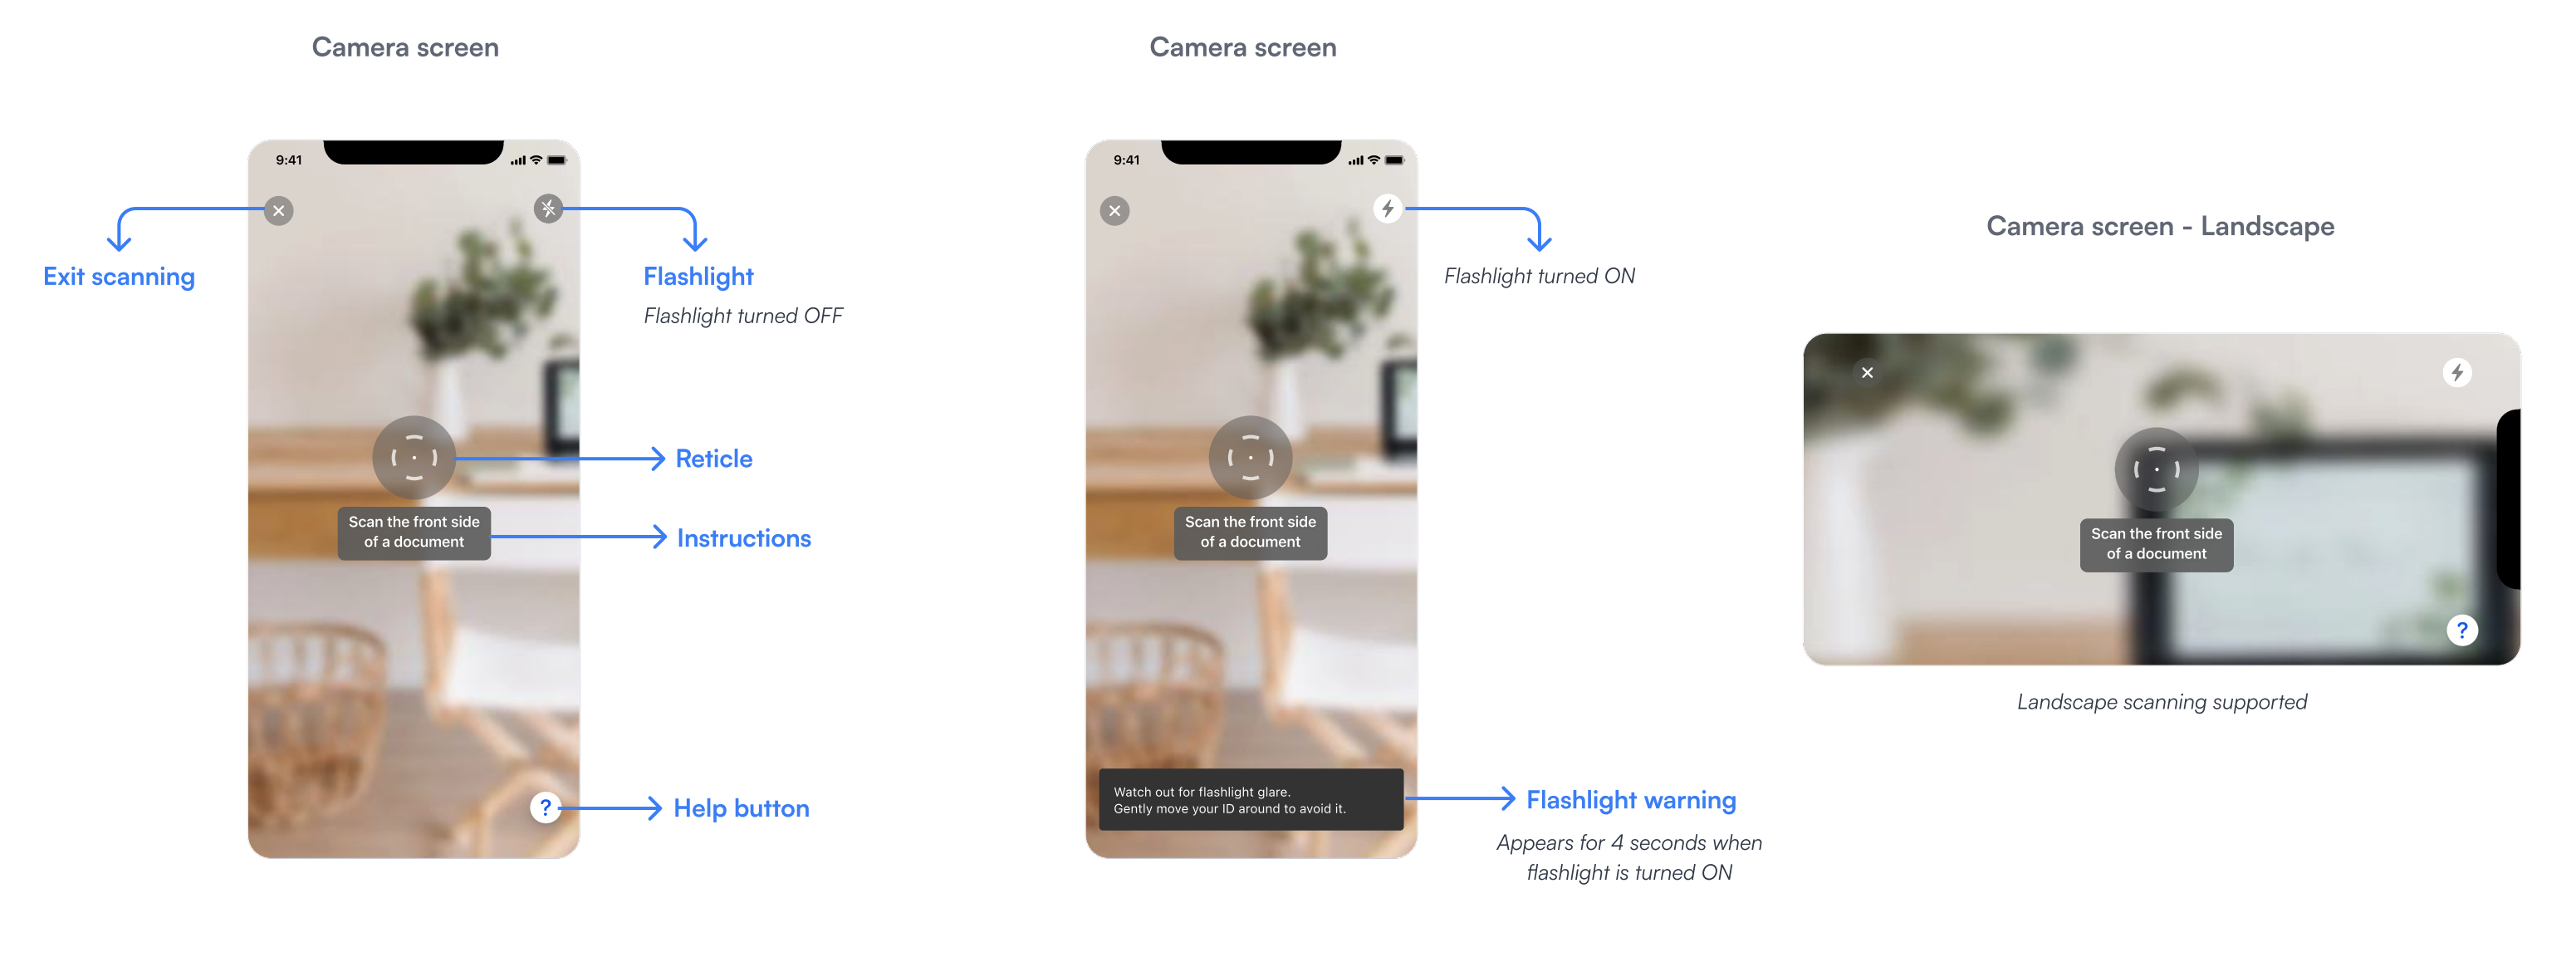 Camera screen
9:41
Exit scanning
Flashlight
Flashlight turned OFF
Reticle
Scan the front side
of a document
Instructions
?
Help button
Camera screen
9:41
Flashlight turned ON
Scan the front side
of a document
Watch out for flashlight glare.
Gently move your ID around to avoid it.
Flashlight warning
Appears for 4 seconds when
flashlight is turned ON
Camera screen - Landscape
Scan the front side
of a document
?
Landscape scanning supported